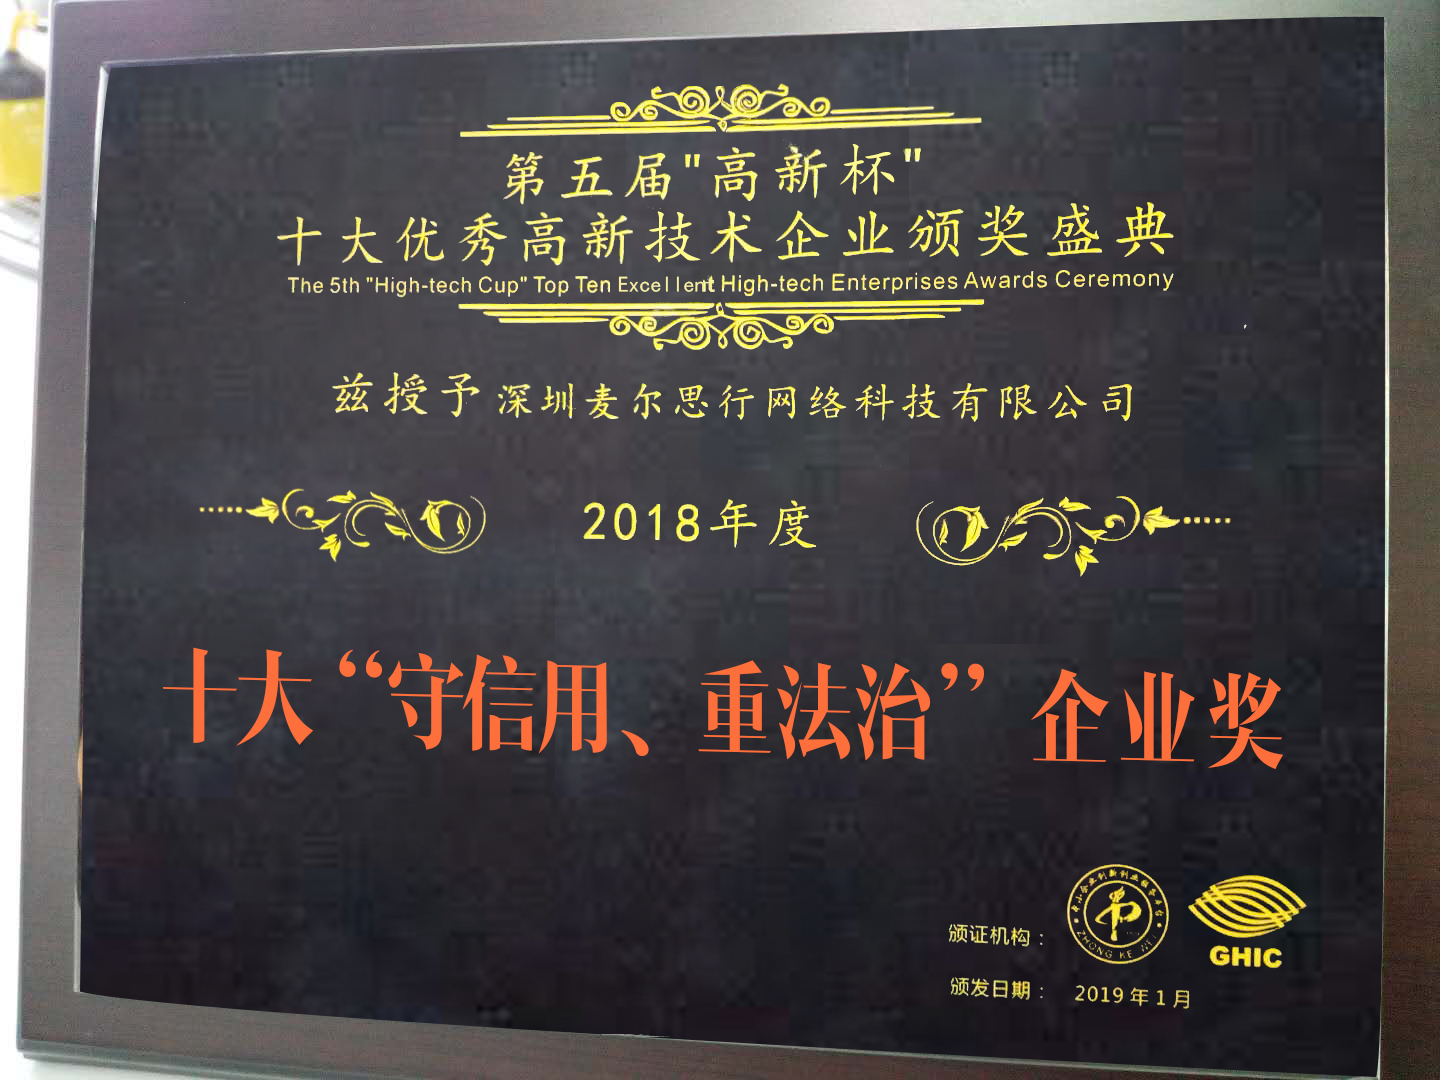 第五届"高新杯"
十大优秀高新技术企业颁奖盛典
The 5th "High-tech Cup" Top Ten Excellent High-tech Enterprises Awards Ceremony
兹授予 深圳麦尔思行网络科技有限公司
2018年度
十大“守信用、重法治”企业奖
颁证机构：
ZHONG KE WEI
GHIC
颁发日期： 2019年1月